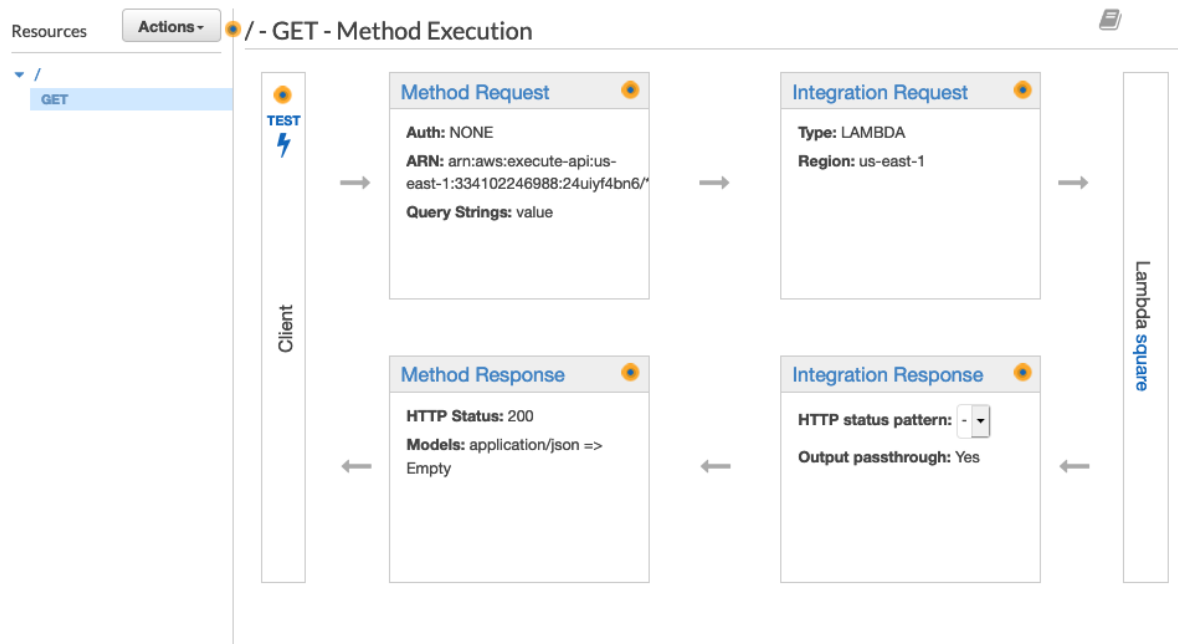 Resources
Actions
/ - GET - Method Execution
/
GET
TEST
Client
Method Request
Auth: NONE
ARN: arn:aws:execute-api:us-
east-1:334102246988:24uiyf4bn6/*
Query Strings: value
Integration Request
Type: LAMBDA
Region: us-east-1
Lambda square
Method Response
HTTP Status: 200
Models: application/json =>
Empty
Integration Response
HTTP status pattern: -
Output passthrough: Yes